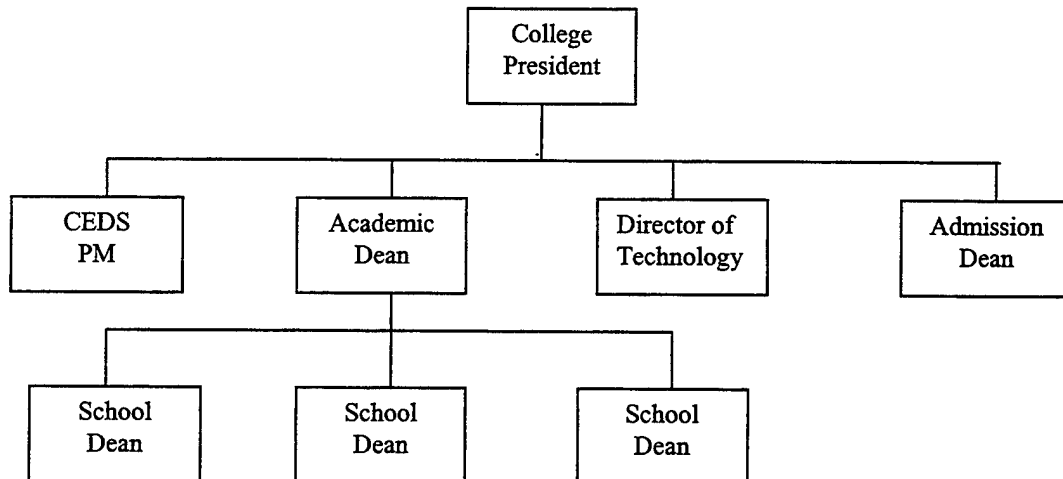 College
President
CEDS
PM
Academic
Dean
Director of
Technology
Admission
Dean
School
Dean
School
Dean
School
Dean